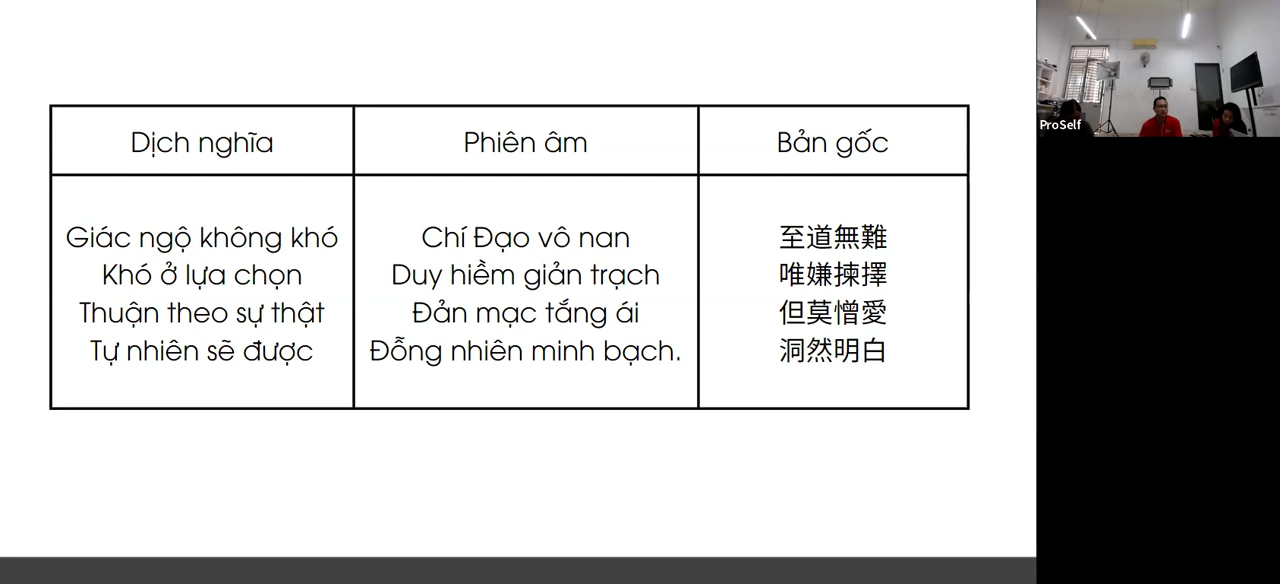 Dịch nghĩa
Phiên âm
Bản gốc
Giác ngộ không khó
Khó ở lựa chọn
Thuận theo sự thật
Tự nhiên sẽ được
Chí Đạo vô nan
Duy hiềm giản trạch
Đản mạc tắng ái
Đỗng nhiên minh bạch.
至道無難
唯嫌揀擇
但莫憎愛
洞然明白
ProSelf